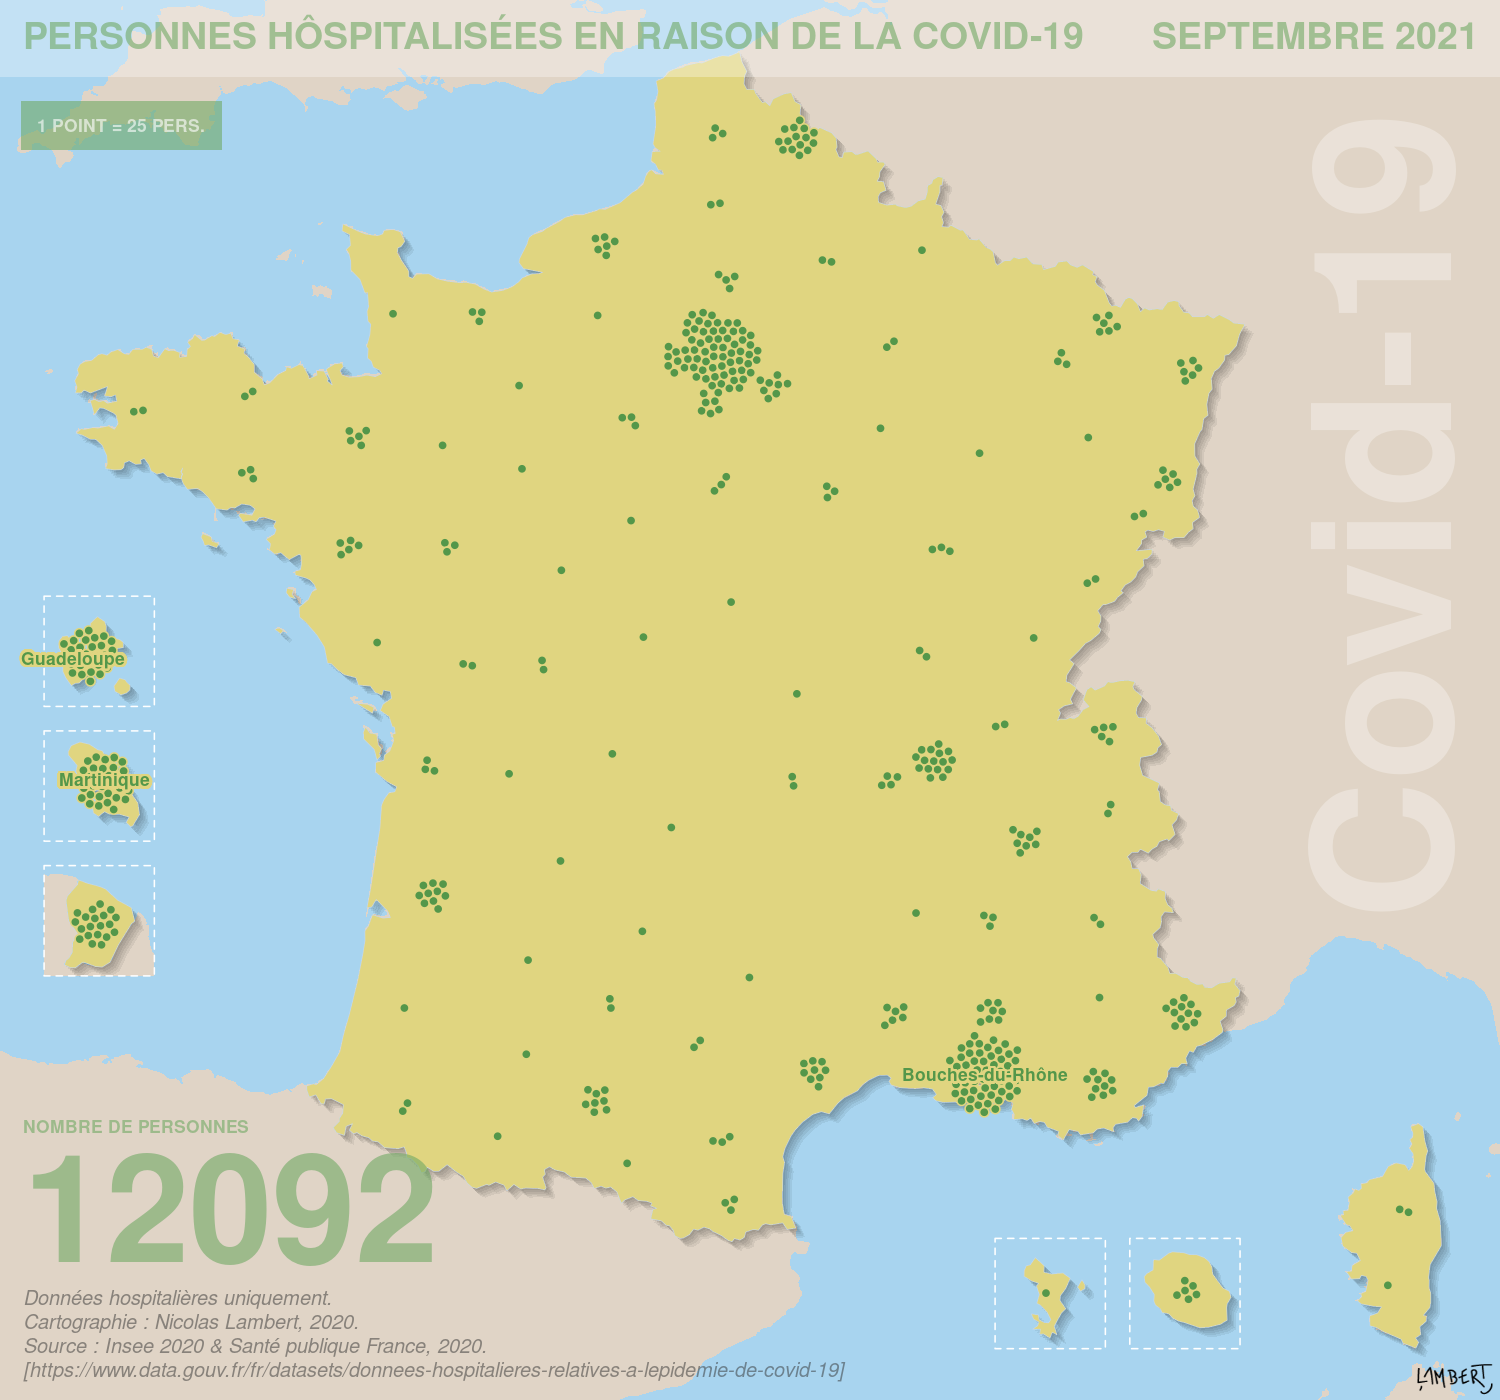 PERSONNES HÔSPITALISÉES EN RAISON DE LA COVID-19 SEPTEMBRE 2021
1 POINT = 25 PERS.
Covid-19
Guadeloupe
Martinique
Bouches-du-Rhône
NOMBRE DE PERSONNES
12092
Données hospitalières uniquement.
Cartographie : Nicolas Lambert, 2020.
Source : Insee 2020 & Santé publique France, 2020.
[https://www.data.gouv.fr/fr/datasets/donnees-hospitalieres-relatives-a-lepidemie-de-covid-19]
LAMBERT